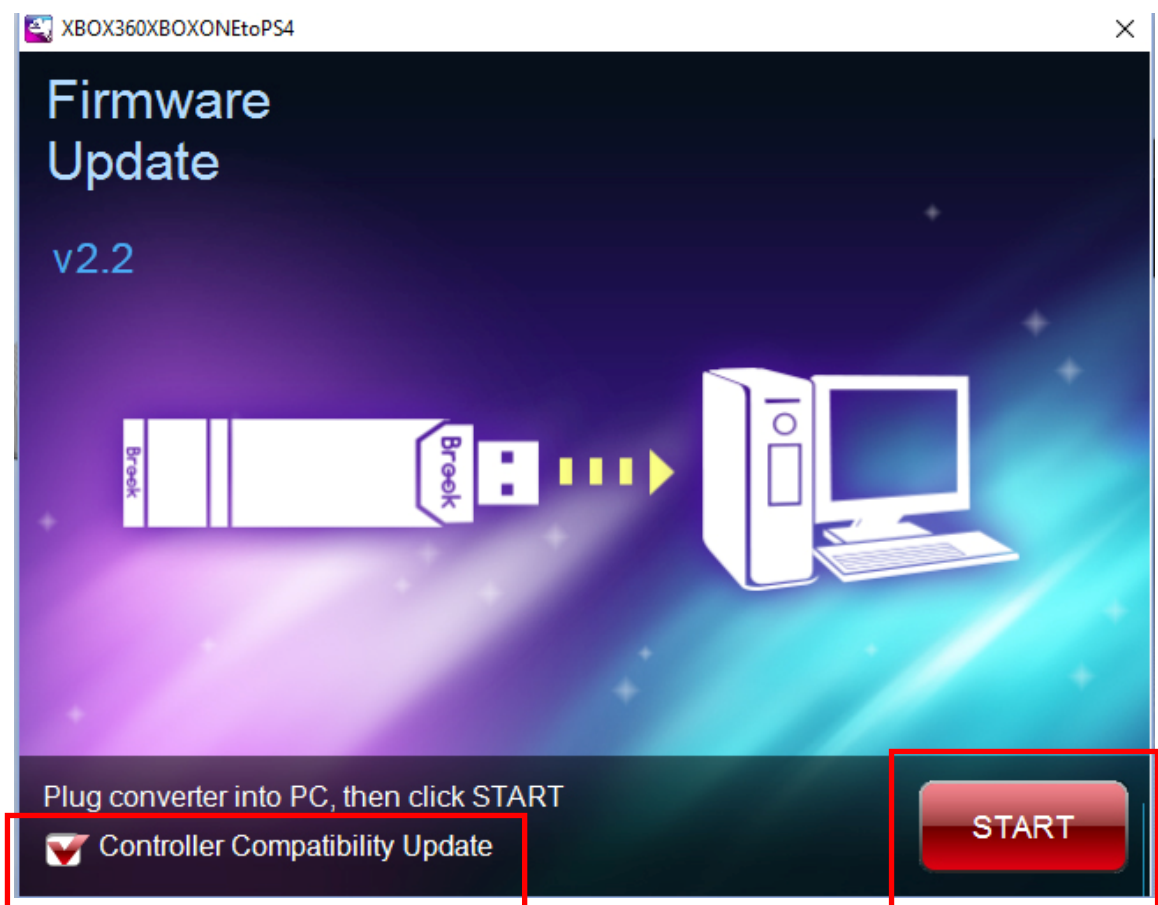 XBOX360XBOXONEtoPS4
Firmware
Update
v2.2
Brook
Brook
Plug converter into PC, then click START
Controller Compatibility Update
START